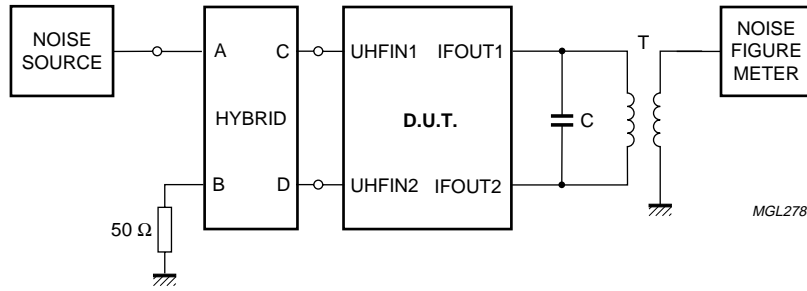 NOISE
SOURCE
A
C
HYBRID
B
D
50 Ω
UHFIN1
IFOUT1
D.U.T.
UHFIN2
IFOUT2
C
T
NOISE
FIGURE
METER
MGL278